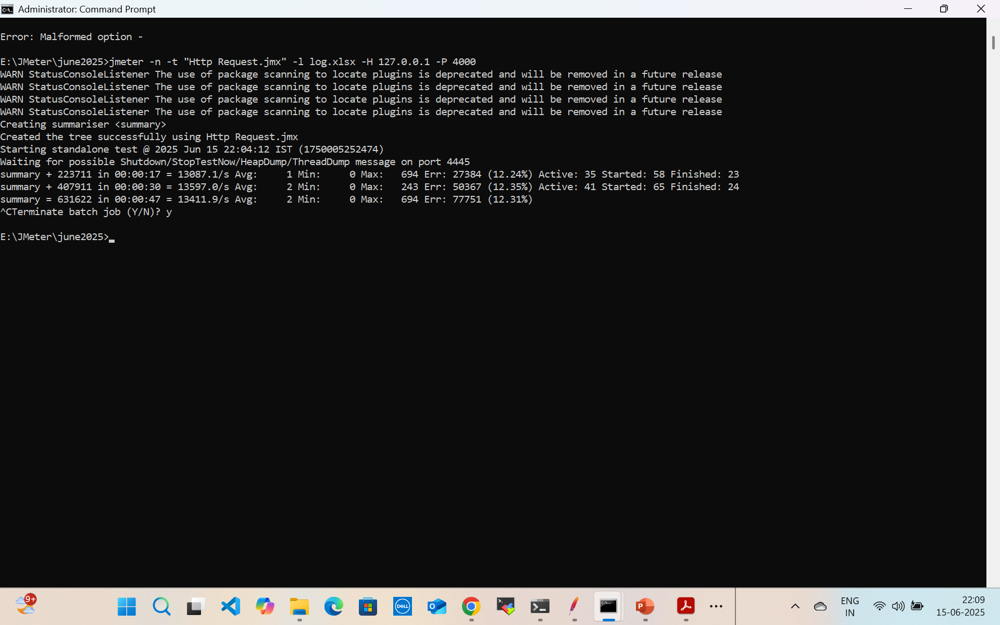 Administrator: Command Prompt
Error: Malformed option -
E:\JMeter\june2025>jmeter -n -t "Http Request.jmx" -l log.xlsx -H 127.0.0.1 -P 4000
WARN StatusConsoleListener The use of package scanning to locate plugins is deprecated and will be removed in a future release
WARN StatusConsoleListener The use of package scanning to locate plugins is deprecated and will be removed in a future release
WARN StatusConsoleListener The use of package scanning to locate plugins is deprecated and will be removed in a future release
WARN StatusConsoleListener The use of package scanning to locate plugins is deprecated and will be removed in a future release
Creating summariser <summary>
Created the tree successfully using Http Request.jmx
Starting standalone test @ 2025 Jun 15 22:04:12 IST (1750005252474)
Waiting for possible Shutdown/StopTestNow/HeapDump/ThreadDump message on port 4445
summary + 223711 in 00:00:17 = 13087.1/s Avg:     1 Min:     0 Max:   694 Err: 27384 (12.24%) Active: 35 Started: 58 Finished: 23
summary + 407911 in 00:00:30 = 13597.0/s Avg:     2 Min:     0 Max:   243 Err: 50367 (12.35%) Active: 41 Started: 65 Finished: 24
summary = 631622 in 00:00:47 = 13411.9/s Avg:     2 Min:     0 Max:   694 Err: 77751 (12.31%)
^CTerminate batch job (Y/N)? y
E:\JMeter\june2025>
9+
DELL
ENG
IN
22:09
15-06-2025